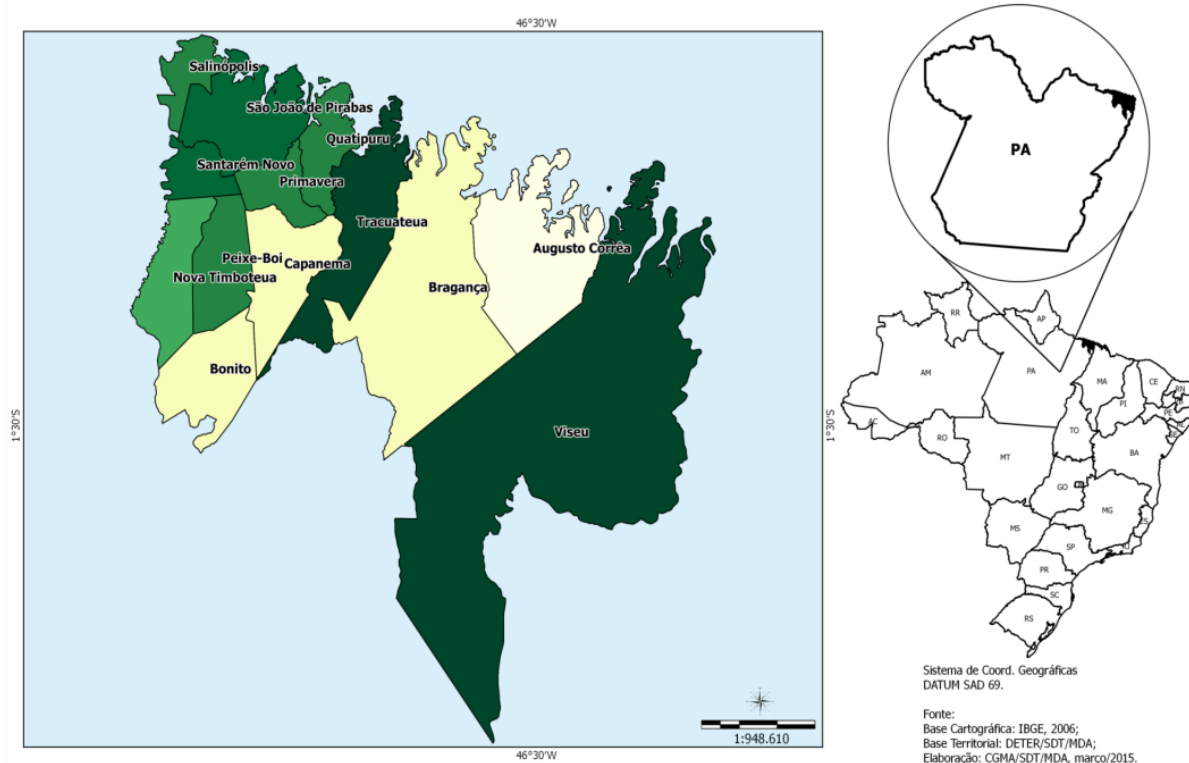 46°30'W
Salinópolis
São João de Pirabas
Quatipuru
Santarém Novo
Primavera
Tracuateua
Augusto Corrêa
Peixe-Boi
Capanema
Nova Timboteua
Bragança
Bonito
Viseu
1°30'S
1°30'S
1:948.610
46°30'W
PA
RR
AP
AM
PA
MA
CE
RN
PI
PE
AC
TO
RO
BA
MT
GO
MG
ES
MS
SP
RJ
PR
SC
RS
Sistema de Coord. Geográficas
DATUM SAD 69.
Fonte:
Base Cartográfica: IBGE, 2006;
Base Territorial: DETER/SDT/MDA;
Elaboração: CGMA/SDT/MDA, março/2015.